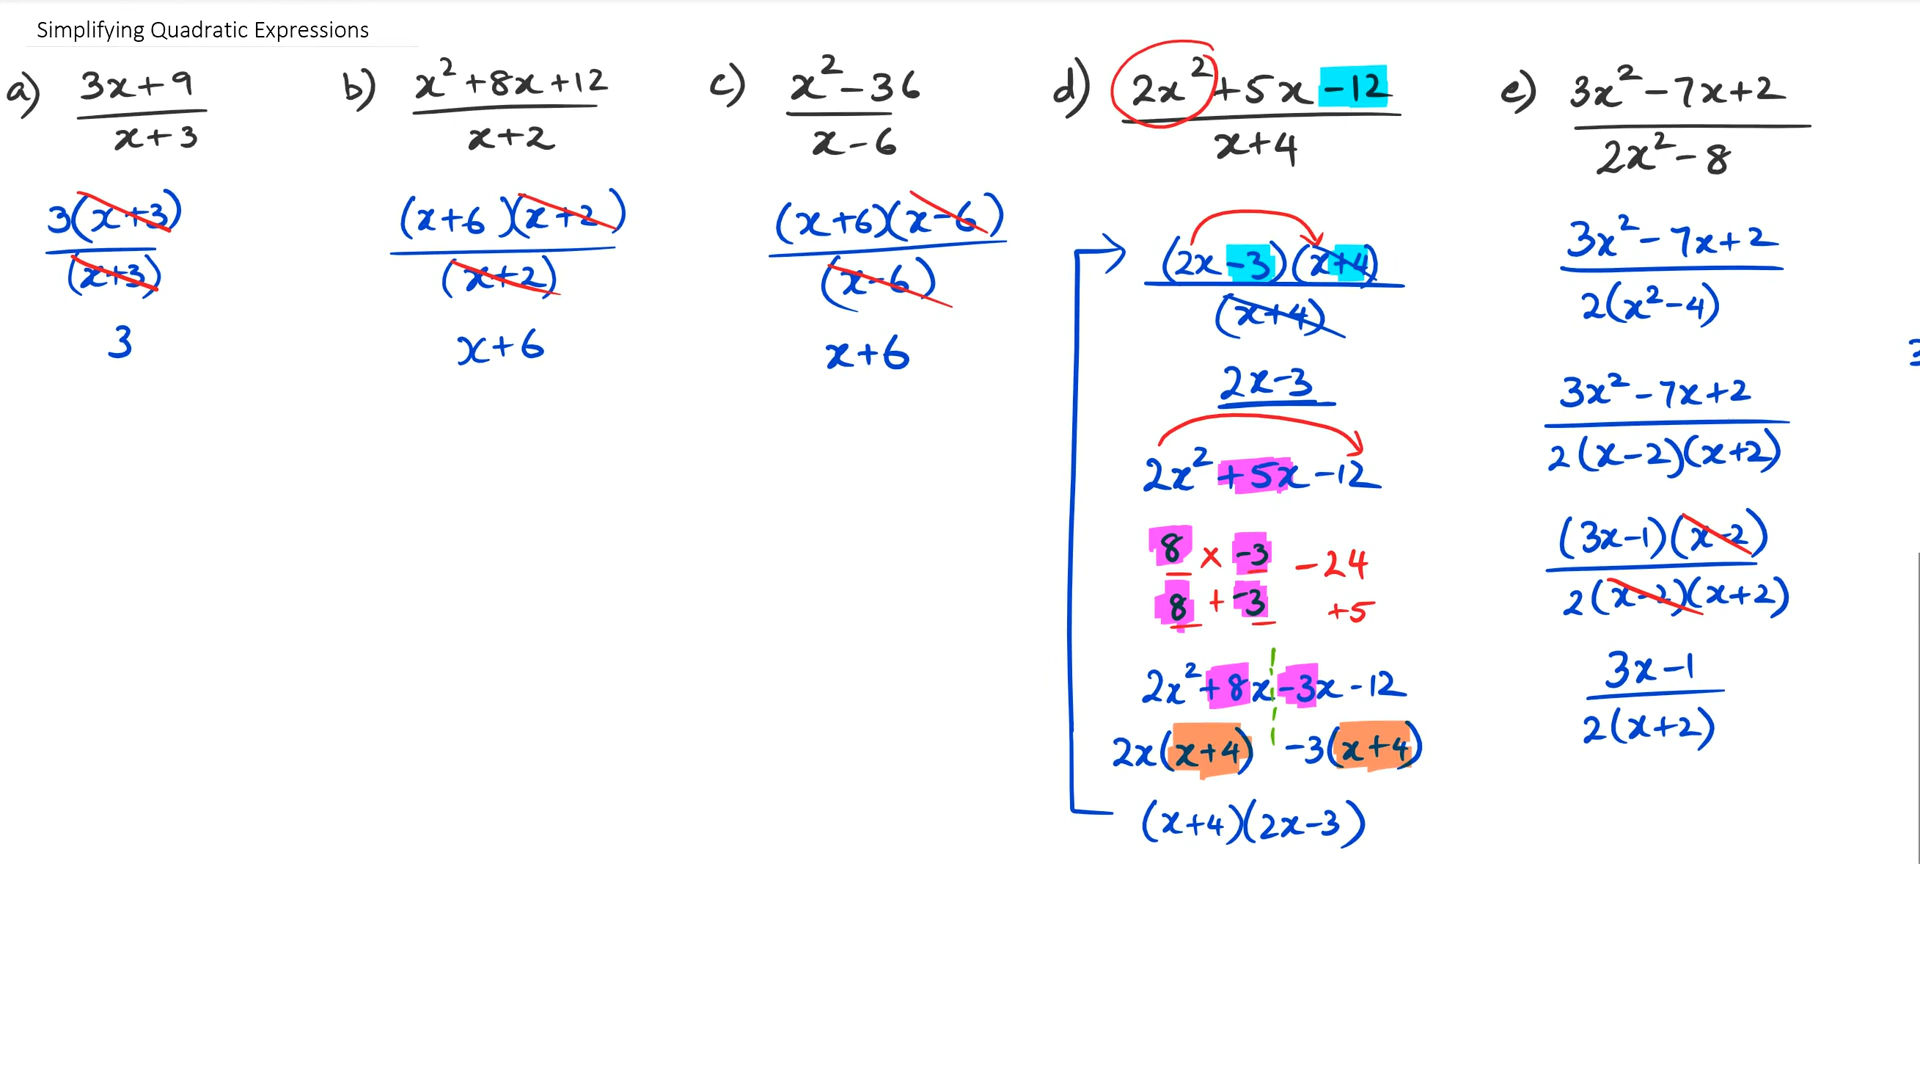 Simplifying Quadratic Expressions
a) 3x+9
x+3
3(x+3)
(x+3)
3
b) x²+8x+12
x+2
(x+6)(x+2)
(x+2)
x+6
c) x²-36
x-6
(x+6)(x-6)
(x-6)
x+6
d) 2x²+5x-12
x+4
(2x-3)(x+4)
(x+4)
2x-3
2x²+5x-12
8 × -3 -24
8 + -3 +5
2x²+8x-3x-12
2x(x+4) -3(x+4)
(x+4)(2x-3)
e) 3x²-7x+2
2x²-8
3x²-7x+2
2(x²-4)
3x²-7x+2
2(x-2)(x+2)
(3x-1)(x-2)
2(x-2)(x+2)
3x-1
2(x+2)